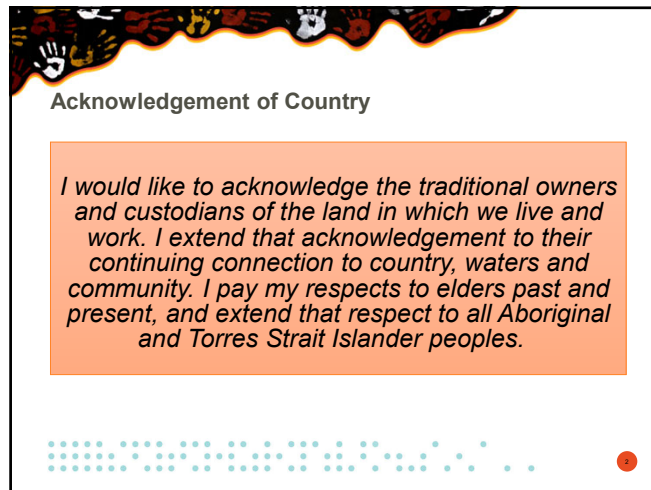 Acknowledgement of Country
I would like to acknowledge the traditional owners
and custodians of the land in which we live and
work. I extend that acknowledgement to their
continuing connection to country, waters and
community. I pay my respects to elders past and
present, and extend that respect to all Aboriginal
and Torres Strait Islander peoples.
2